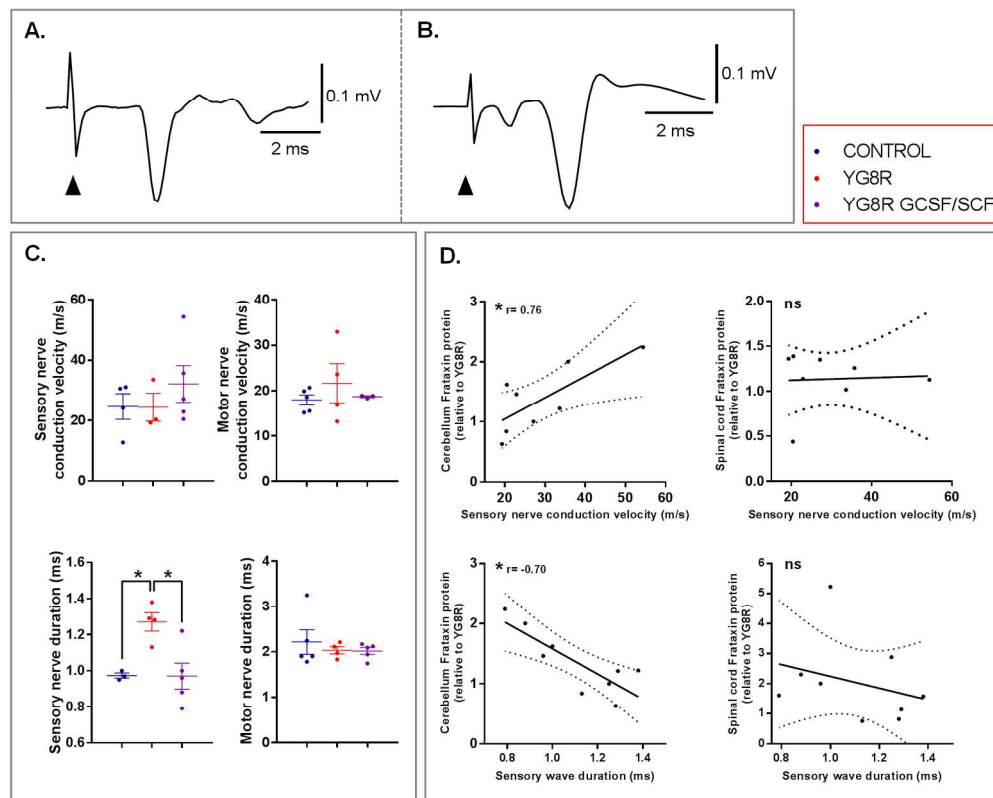 A.
0.1 mV
2 ms
B.
0.1 mV
2 ms
CONTROL
YG8R
YG8R GCSF/SCF
C.
Sensory nerve
conduction velocity (m/s)
60
40
20
0
Motor nerve
conduction velocity (m/s)
40
30
20
10
0
Sensory nerve duration (ms)
1.6
1.4
1.2
1.0
0.8
0.6
* *
Motor nerve duration (ms)
4
3
2
1
0
D.
Cerebellum Frataxin protein
(relative to YG8R)
3
2
1
0
* r= 0.76
20 30 40 50 60
Sensory nerve conduction velocity (m/s)
Spinal cord Frataxin protein
(relative to YG8R)
2.0
1.5
1.0
0.5
0.0
ns
20 40 60
Sensory nerve conduction velocity (m/s)
Cerebellum Frataxin protein
(relative to YG8R)
3
2
1
0
* r= -0.70
0.8 1.0 1.2 1.4
Sensory wave duration (ms)
Spinal cord Frataxin protein
(relative to YG8R)
6
5
4
3
2
1
0
ns
0.8 1.0 1.2 1.4
Sensory wave duration (ms)